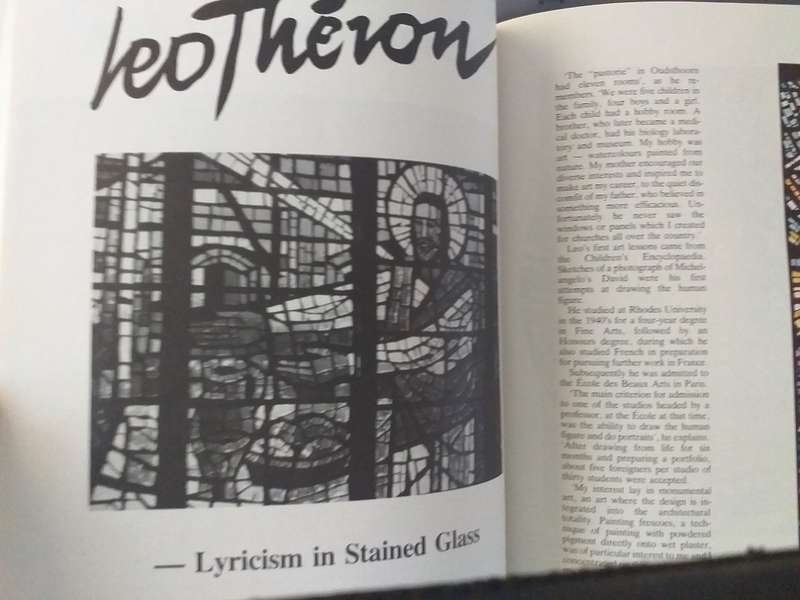 Leo Théron
— Lyricism in Stained Glass
'The "pastorie" in Oudtshoorn
had eleven rooms', as he re-
members. 'We were five children in
the family, four boys and a girl.
Each child had a hobby room. A
brother, who later became a medi-
cal doctor, had his biology labora-
tory and museum. My hobby was
art — watercolours painted from
nature. My mother encouraged our
diverse interests and inspired me to
make art my career, to the quiet dis-
comfit of my father, who believed in
something more efficacious. Un-
fortunately he never saw the
windows or panels which I created
for churches all over the country.'
Leo's first art lessons came from
the Children's Encyclopaedia.
Sketches of a photograph of Michel-
angelo's David were his first
attempts at drawing the human
figure.
He studied at Rhodes University
in the 1940's for a four-year degree
in Fine Arts, followed by an
Honours degree, during which he
also studied French in preparation
for pursuing further work in France.
Subsequently he was admitted to
the École des Beaux Arts in Paris.
'The main criterion for admission
to one of the studios headed by a
professor, at the École at that time,
was the ability to draw the human
figure and do portraits', he explains.
'After drawing from life for six
months and preparing a portfolio,
about five foreigners per studio of
thirty students were accepted.
'My interest lay in monumental
art, an art where the design is in-
tegrated into the architectural
totality. Painting frescoes, a tech-
nique of painting with powdered
pigment directly onto wet plaster,
was of particular interest to me and I
concentrated on